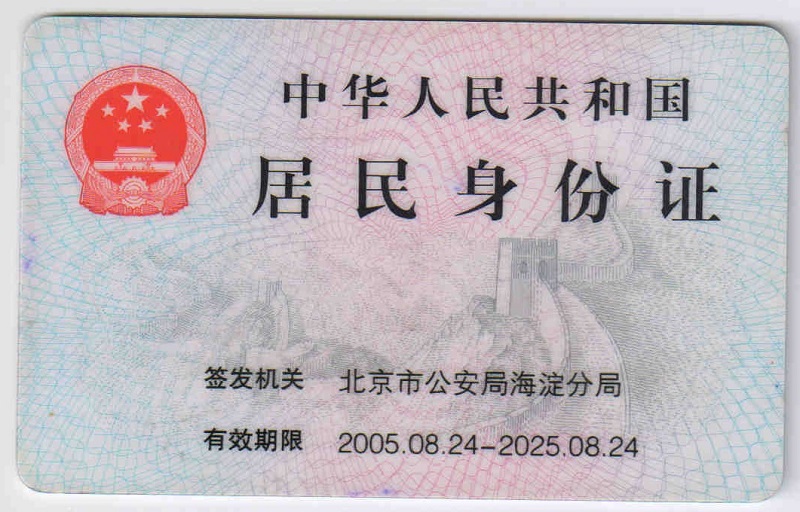 中华人民共和国
居民身份证
签发机关 北京市公安局海淀分局
有效期限 2005.08.24-2025.08.24